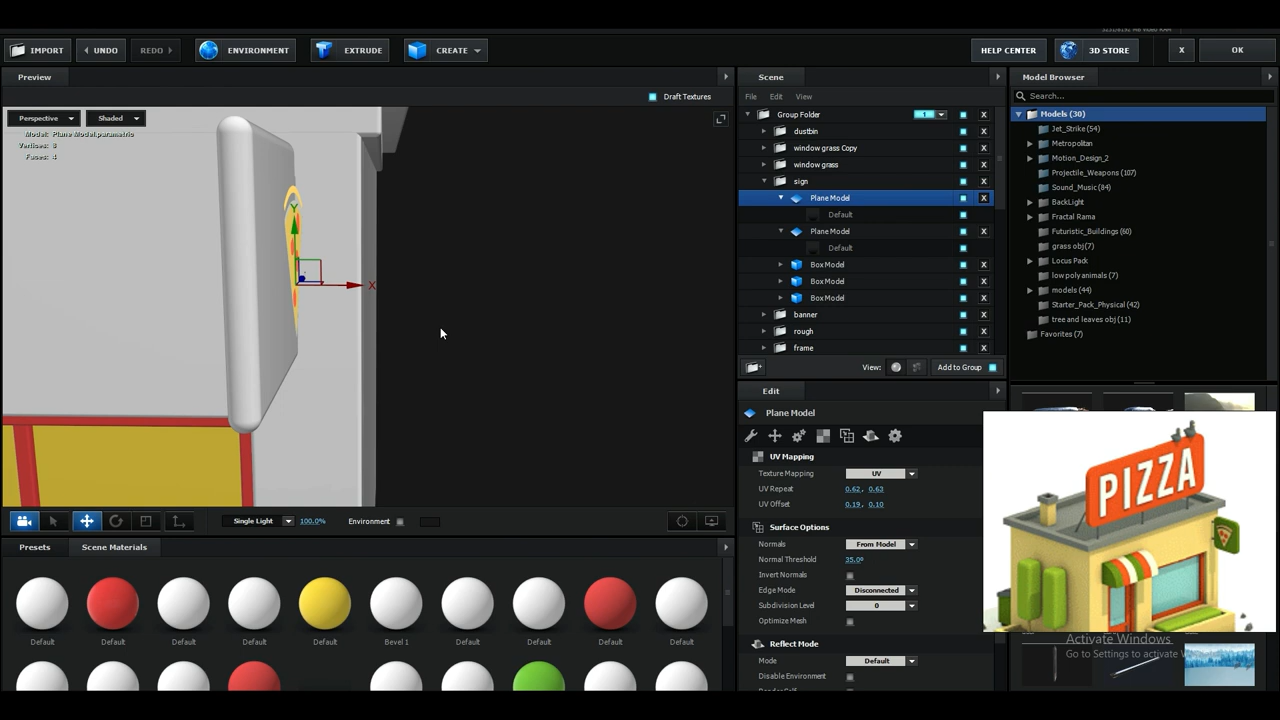 IMPORT
UNDO
REDO
ENVIRONMENT
EXTRUDE
CREATE
HELP CENTER
3D STORE
X
OK
Preview
Draft Textures
Perspective
Shaded
Model: Plane Model.parametric
Vertices: 8
Faces: 4
Y
X
Single Light
100.0%
Environment
Presets
Scene Materials
Default
Default
Default
Default
Default
Bevel 1
Default
Default
Default
Default
Scene
File Edit View
Group Folder
1
X
dustbin
X
window grass Copy
X
window grass
X
sign
X
Plane Model
X
Default
Plane Model
X
Default
Box Model
X
Box Model
X
Box Model
X
banner
X
rough
X
frame
X
View:
Add to Group
Edit
Plane Model
UV Mapping
Texture Mapping UV
UV Repeat 0.62, 0.63
UV Offset 0.19, 0.10
Surface Options
Normals From Model
Normal Threshold 35.0º
Invert Normals
Edge Mode Disconnected
Subdivision Level 0
Optimize Mesh
Reflect Mode
Mode Default
Disable Environment
Model Browser
Search...
Models (30)
Jet_Strike (54)
Metropolitan
Motion_Design_2
Projectile_Weapons (107)
Sound_Music (84)
BackLight
Fractal Rama
Futuristic_Buildings (60)
grass obj(7)
Locus Pack
low poly animals (7)
models (44)
Starter_Pack_Physical (42)
tree and leaves obj (11)
Favorites (7)
PIZZA
Activate Windows
Go to Settings to activate